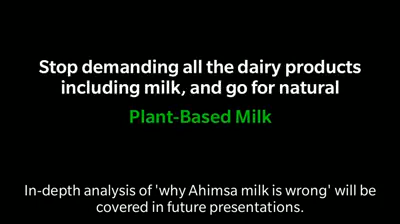 Stop demanding all the dairy products
including milk, and go for natural
Plant-Based Milk
In-depth analysis of 'why Ahimsa milk is wrong' will be
covered in future presentations.